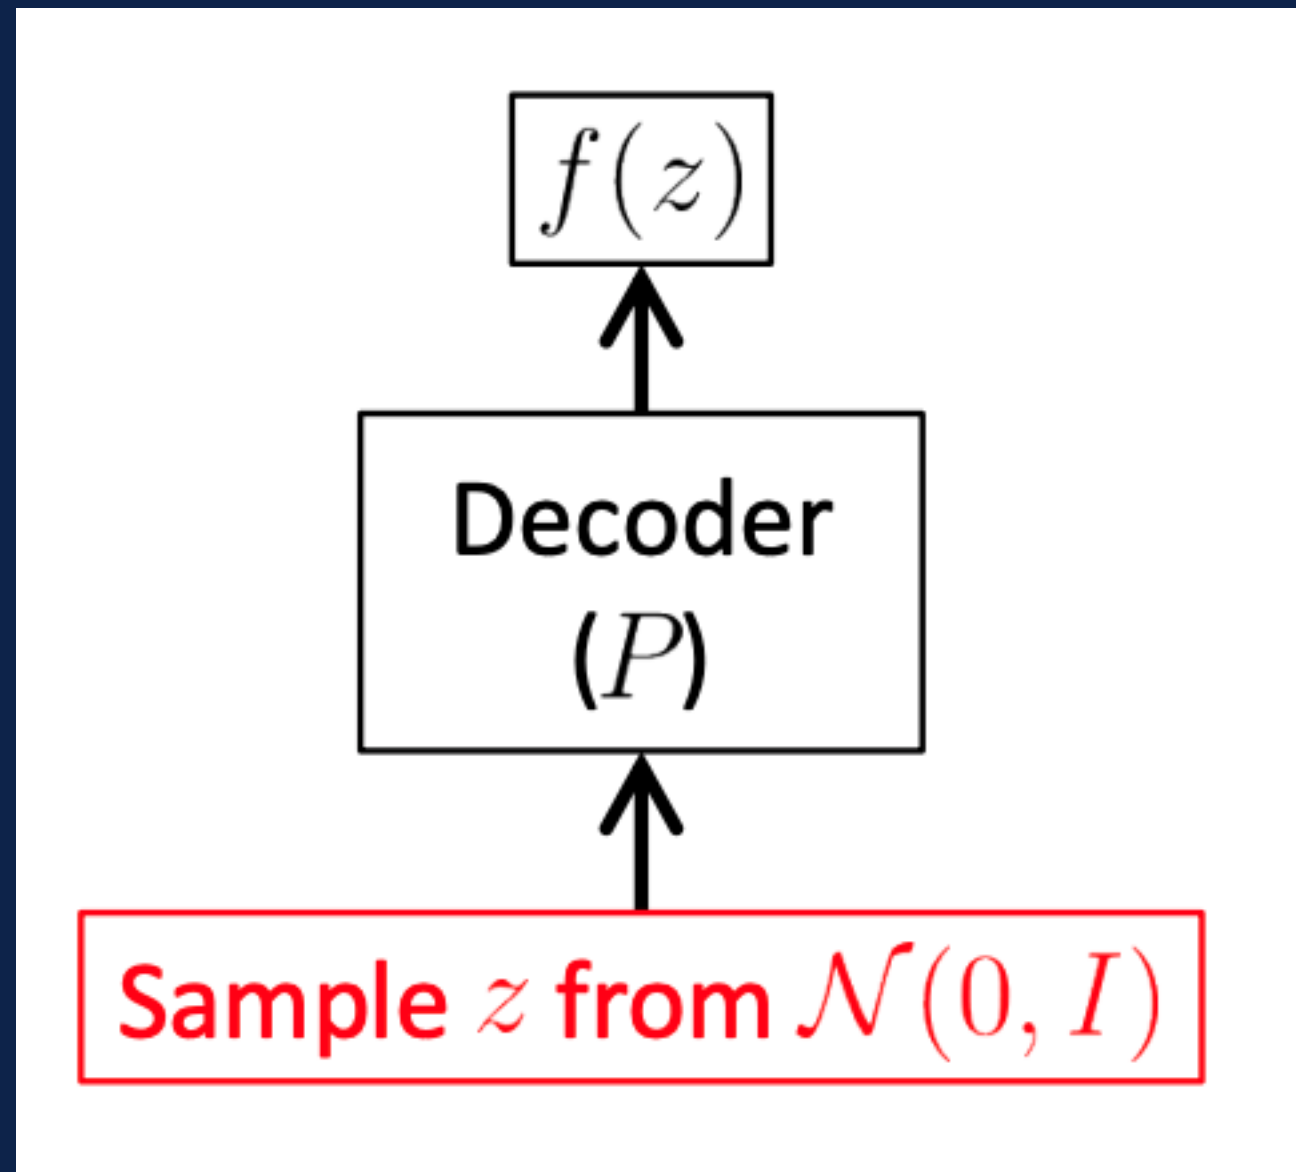 f(z)
Decoder
(P)
Sample z from 𝒩(0, I)